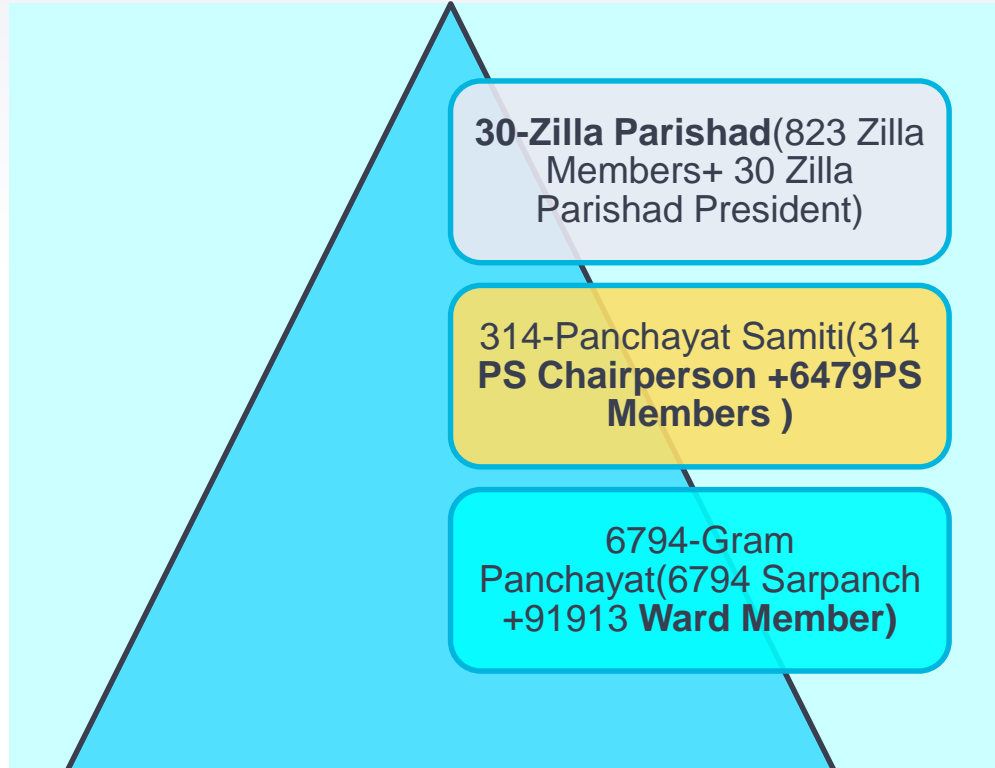 30-Zilla Parishad(823 Zilla
Members+ 30 Zilla
Parishad President)
314-Panchayat Samiti(314
PS Chairperson +6479PS
Members )
6794-Gram
Panchayat(6794 Sarpanch
+91913 Ward Member)